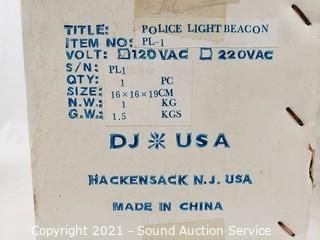 TITLE: POLICE LIGHT BEACON
ITEM NO: PL-1
VOLT: 120VAC 220VAC
S/N: PL1
QTY: 1 PC
SIZE: 16×16×19CM
N.W: 1 KG
G.W: 1.5 KGS
DJ ※ USA
HACKENSACK N.J. USA
MADE IN CHINA
Copyright 2021 - Sound Auction Service